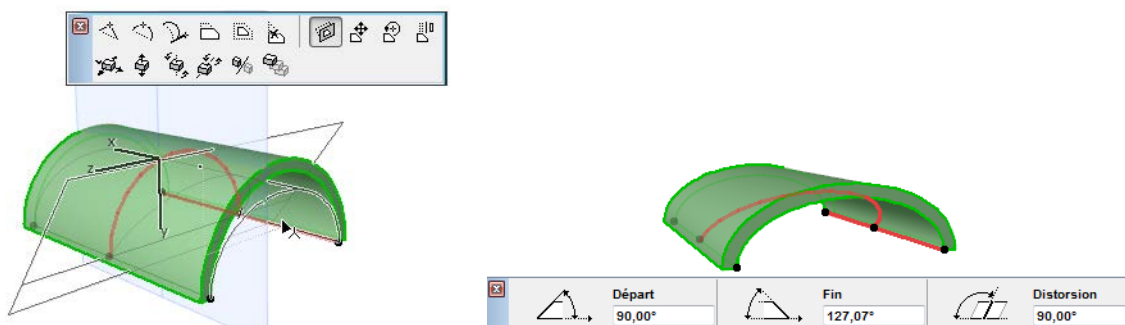 X
Z
y
Départ
Fin
Distorsion
90,00°
127,07°
90,00°